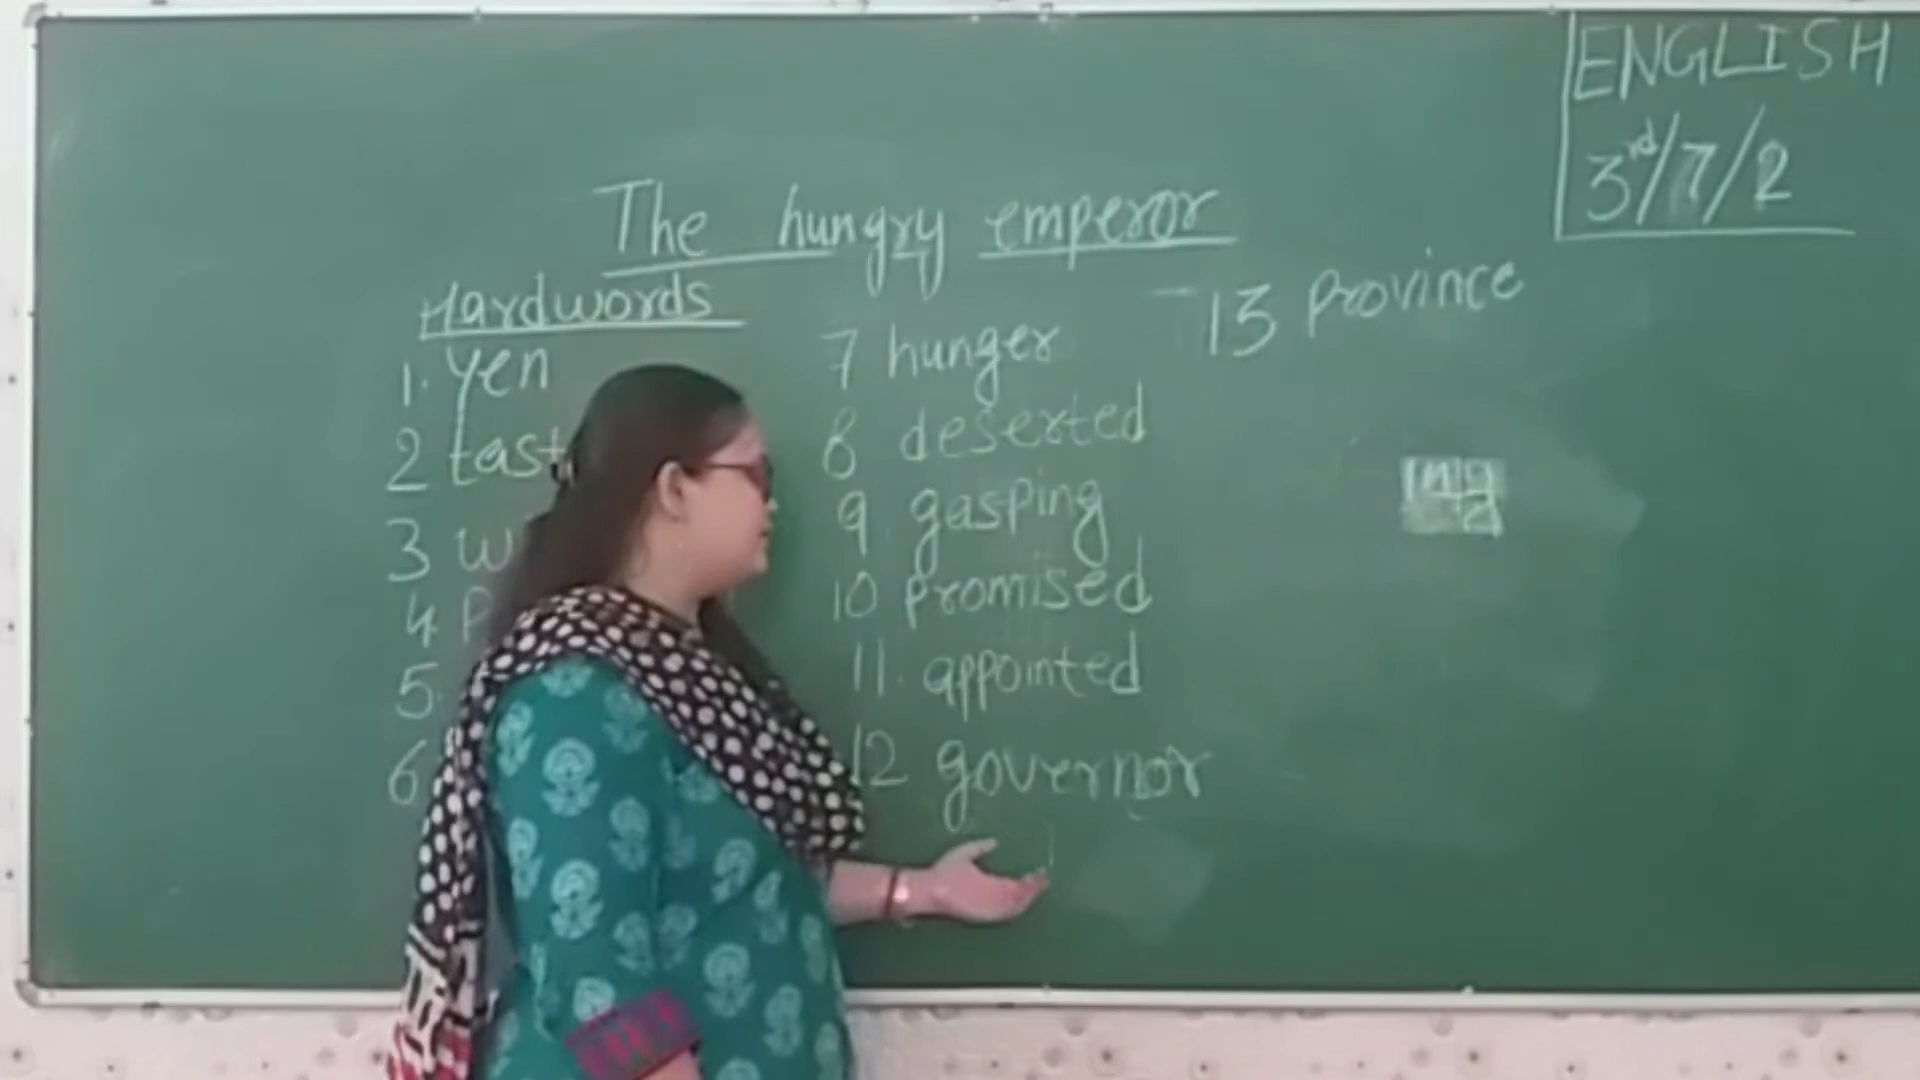 ENGLISH
3rd/7/2
The hungry emperor
Hardwords
1. yen
2
3
4
5.
6
7 hunger
8 deserted
9. gasping
10 promised
11. appointed
12 governor
13 province